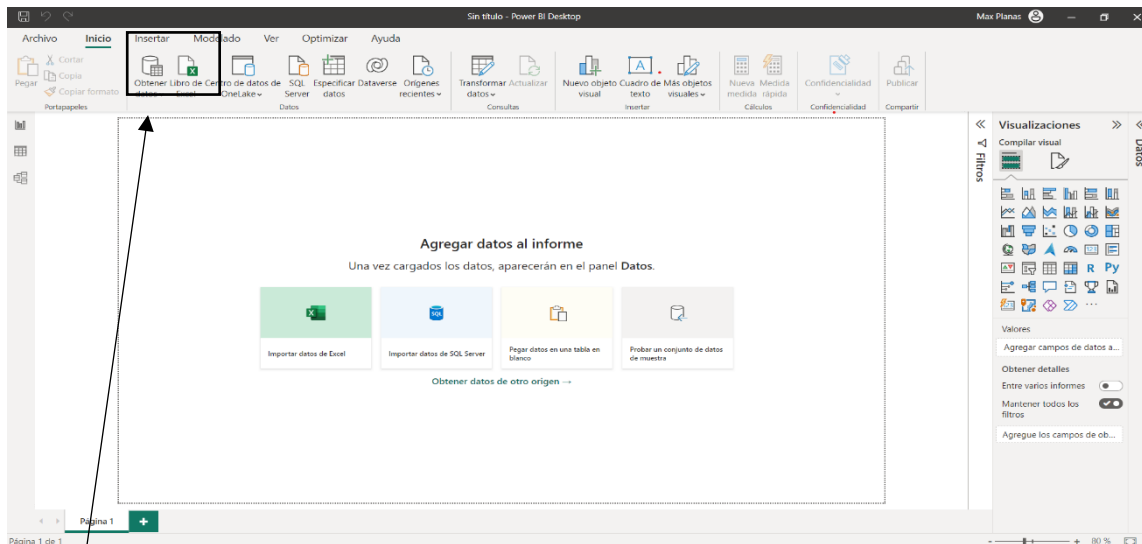 Sin título - Power BI Desktop
Max Planas
Archivo Inicio Insertar Modelado Ver Optimizar Ayuda
Pegar
Cortar
Copia
Copiar formato
Portapapeles
Obtener datos
Libro de Excel
Centro de datos de OneLake
SQL Server
Especificar datos
Dataverse
Orígenes recientes
Datos
Transformar datos
Actualizar
Consultas
Nuevo objeto visual
Cuadro de texto
Más objetos visuales
Insertar
Nueva medida
Medida rápida
Cálculos
Confidencialidad
Confidencialidad
Publicar
Compartir
Agregar datos al informe
Una vez cargados los datos, aparecerán en el panel Datos.
Importar datos de Excel
SQL
Importar datos de SQL Server
Pegar datos en una tabla en
blanco
Probar un conjunto de datos
de muestra
Obtener datos de otro origen →
Filtros
Visualizaciones
Compilar visual
R Py
Valores
Agregar campos de datos a...
Obtener detalles
Entre varios informes
Mantener todos los
filtros
Agregue los campos de ob...
Datos
Página 1
Página 1 de 1
80 %